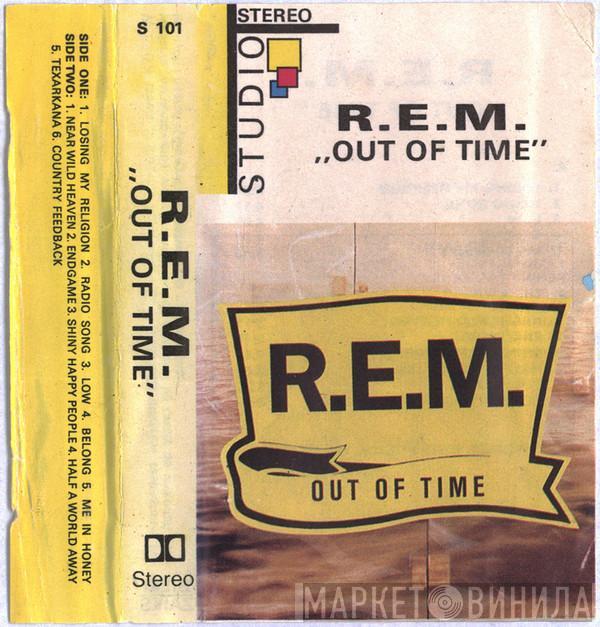 SIDE ONE: 1. LOSING MY RELIGION 2. RADIO SONG 3. LOW 4. BELONG 5. ME IN HONEY
SIDE TWO: 1. NEAR WILD HEAVEN 2. ENDGAME 3. SHINY HAPPY PEOPLE 4. HALF A WORLD AWAY
5. TEXARKANA 6. COUNTRY FEEDBACK
S 101
R.E.M.
„OUT OF TIME”
Stereo
STEREO
STUDIO
R.E.M.
„OUT OF TIME”
R.E.M.
OUT OF TIME
МАРКЕТ ВИНИЛА